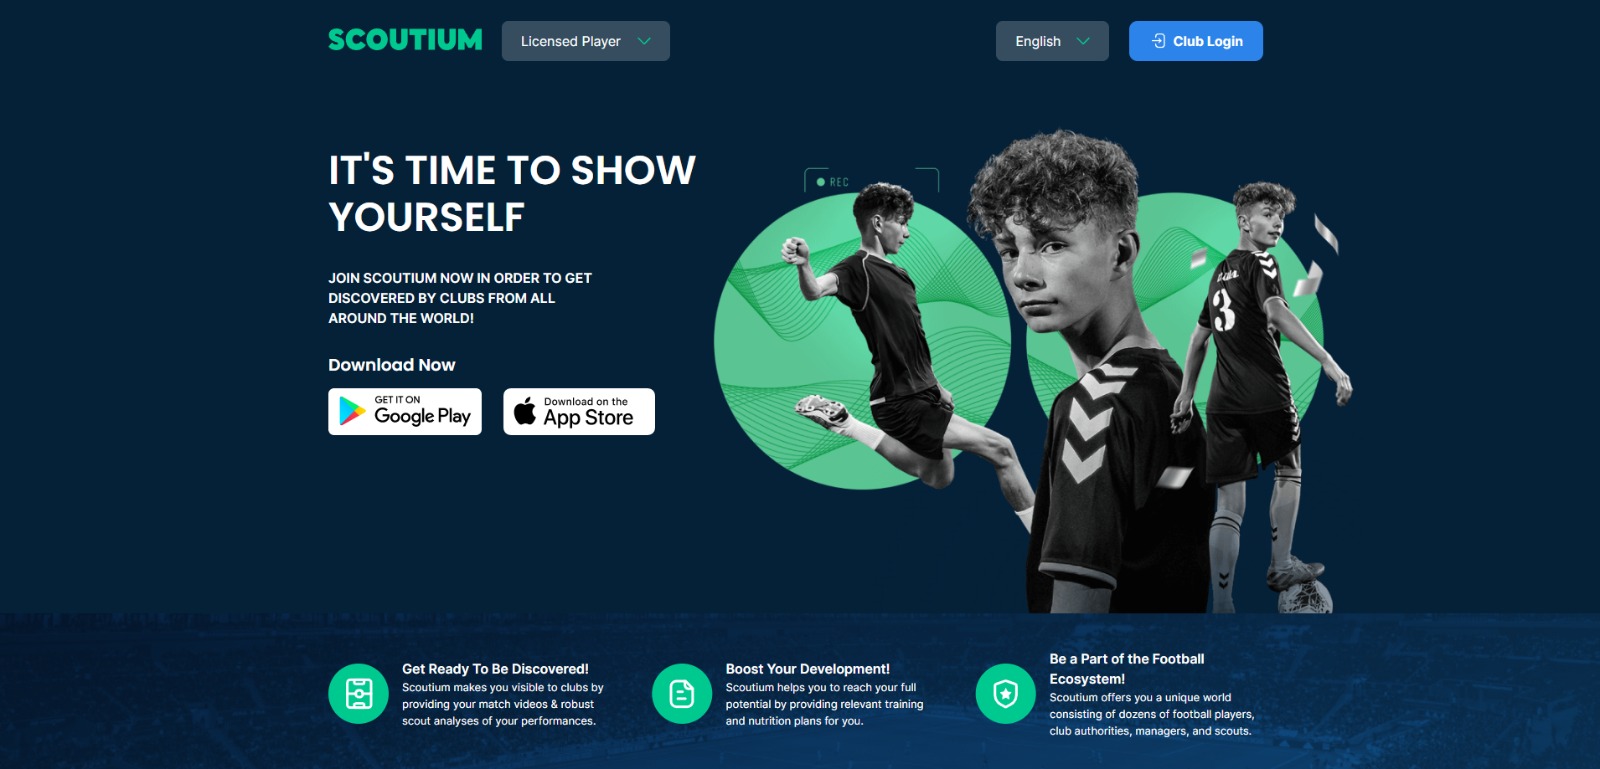 SCOUTIUM
Licensed Player
English
Club Login
IT'S TIME TO SHOW
YOURSELF
JOIN SCOUTIUM NOW IN ORDER TO GET
DISCOVERED BY CLUBS FROM ALL
AROUND THE WORLD!
Download Now
GET IT ON
Google Play
Download on the
App Store
REC
3
Get Ready To Be Discovered!
Scoutium makes you visible to clubs by
providing your match videos & robust
scout analyses of your performances.
Boost Your Development!
Scoutium helps you to reach your full
potential by providing relevant training
and nutrition plans for you.
Be a Part of the Football
Ecosystem!
Scoutium offers you a unique world
consisting of dozens of football players,
club authorities, managers, and scouts.